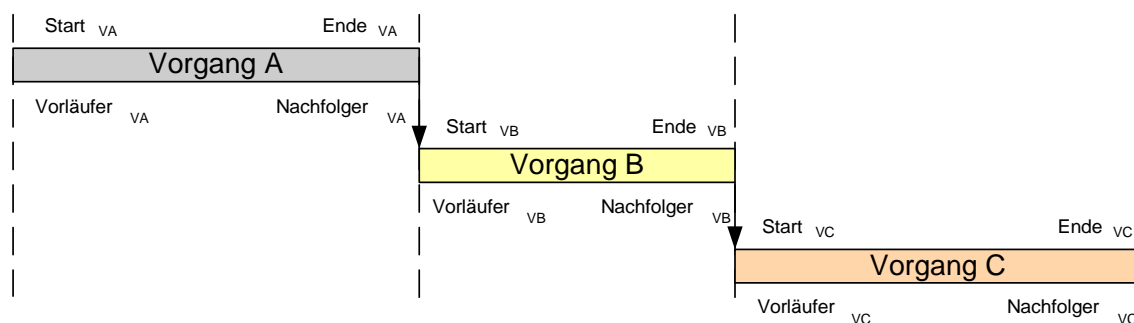 Start VA Ende VA
Vorgang A
Vorläufer VA Nachfolger VA
Start VB Ende VB
Vorgang B
Vorläufer VB Nachfolger VB
Start VC Ende VC
Vorgang C
Vorläufer VC Nachfolger VC